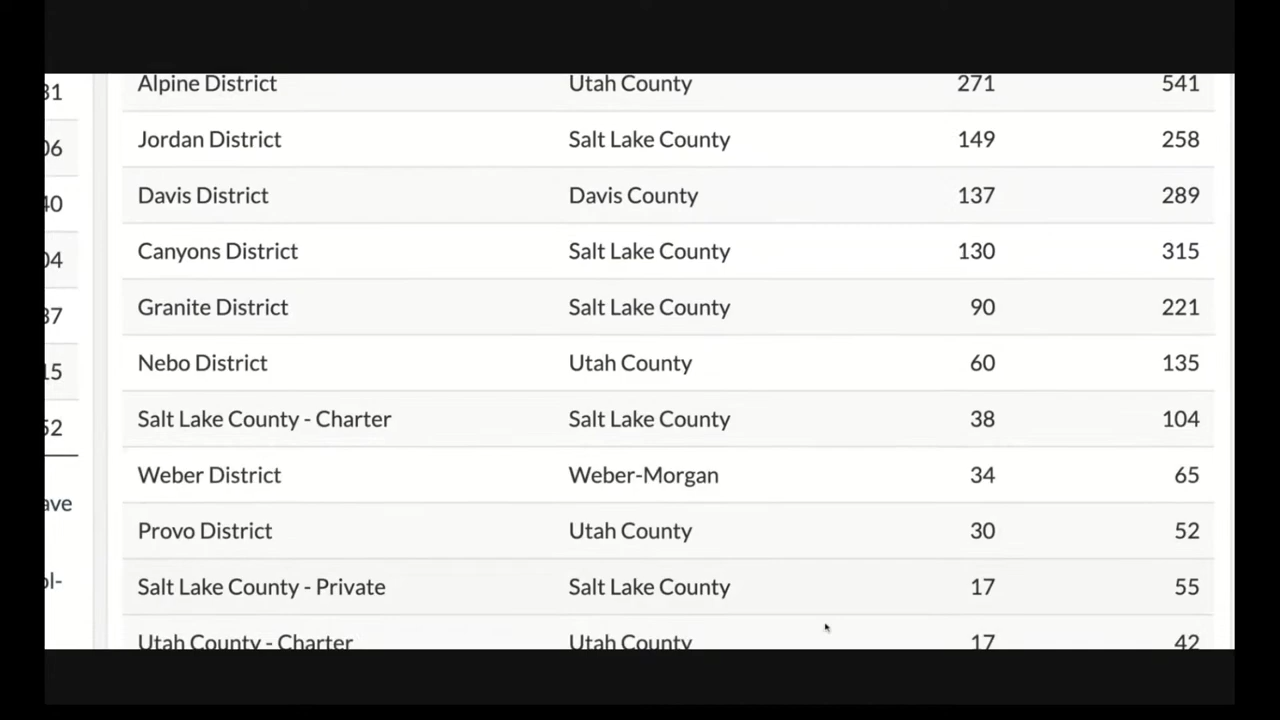 Alpine District Utah County 271 541
Jordan District Salt Lake County 149 258
Davis District Davis County 137 289
Canyons District Salt Lake County 130 315
Granite District Salt Lake County 90 221
Nebo District Utah County 60 135
Salt Lake County - Charter Salt Lake County 38 104
Weber District Weber-Morgan 34 65
Provo District Utah County 30 52
Salt Lake County - Private Salt Lake County 17 55
Utah County - Charter Utah County 17 42